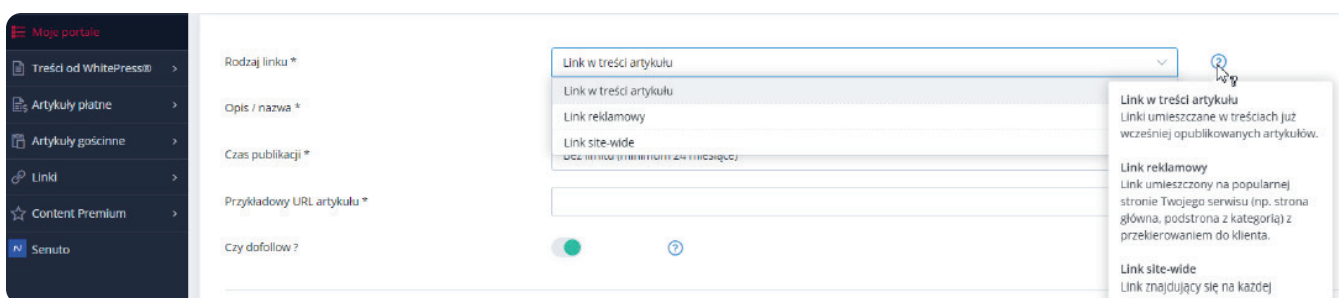 Moje portale
Treści od WhitePress®
Artykuły płatne
Artykuły gościnne
Linki
Content Premium
Senuto
Rodzaj linku *
Link w treści artykułu
Link w treści artykułu
Link reklamowy
Link site-wide
Opis / nazwa *
Czas publikacji *
Bez limitu (minimum 24 miesiące)
Przykładowy URL artykułu *
Czy dofollow ?
Link w treści artykułu
Linki umieszczane w treściach już
wcześniej opublikowanych artykułów.
Link reklamowy
Link umieszczony na popularnej
stronie Twojego serwisu (np. strona
główna, podstrona z kategorią) z
przekierowaniem do klienta.
Link site-wide
Link znajdujący się na każdej